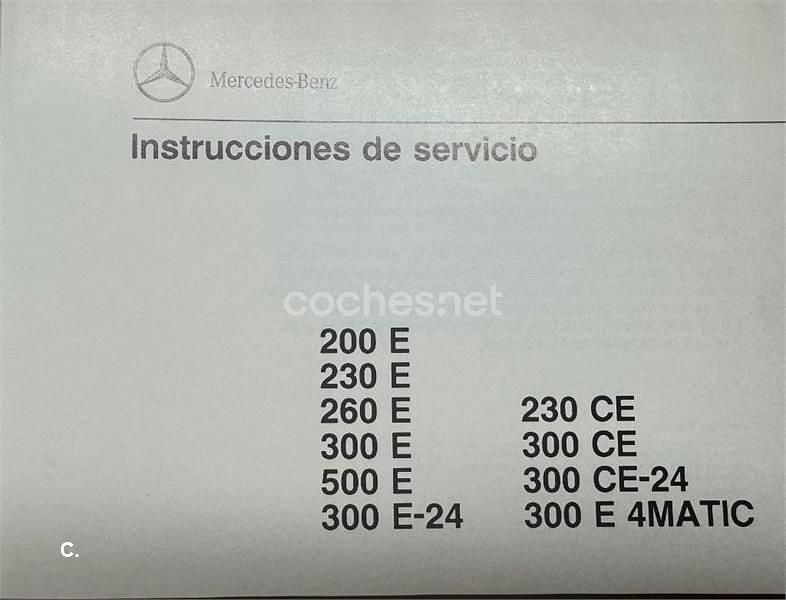 Mercedes-Benz
Instrucciones de servicio
coches.net
200 E
230 E
260 E
300 E
500 E
300 E-24
230 CE
300 CE
300 CE-24
300 E 4MATIC
C.